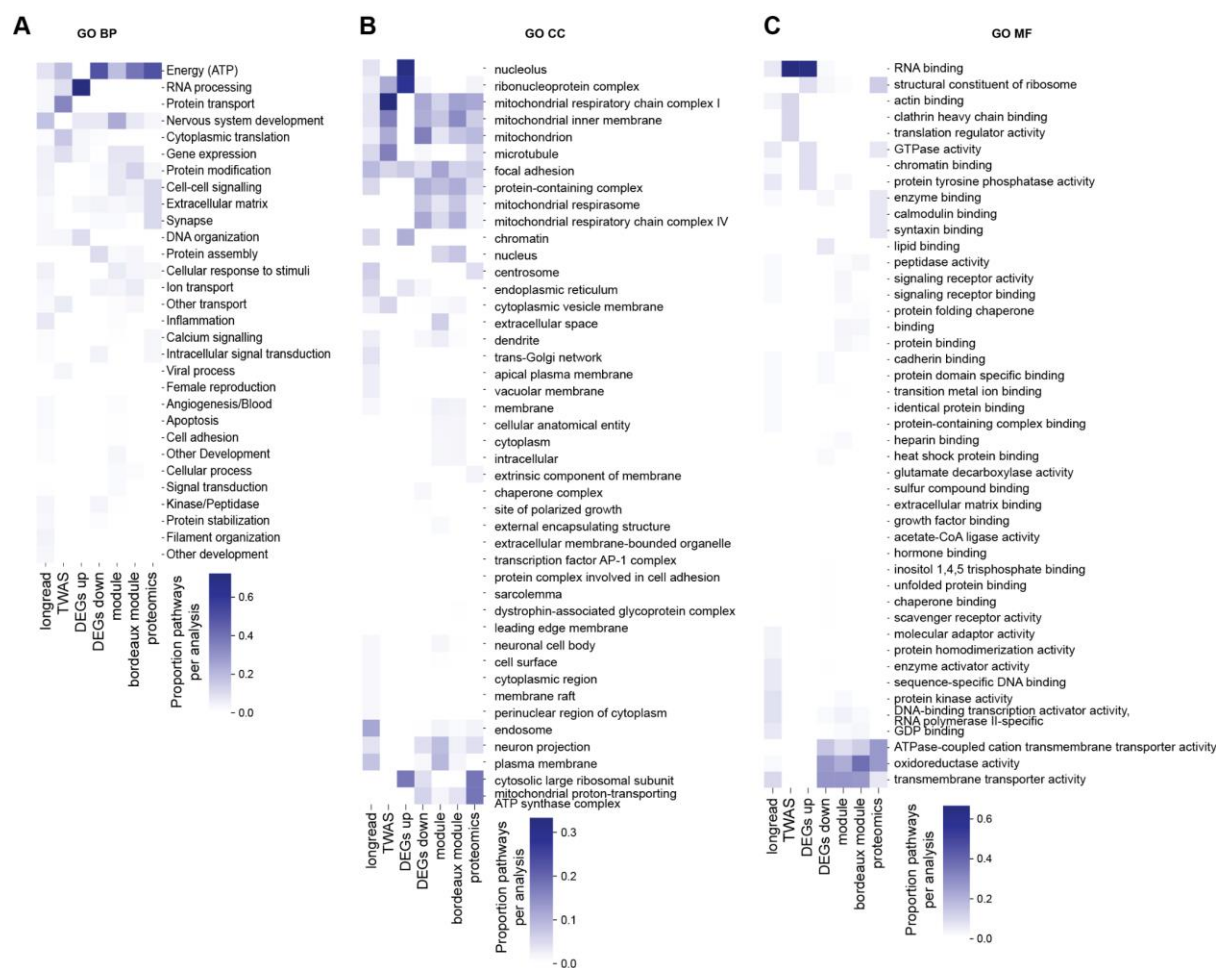 A
GO BP
Energy (ATP)
RNA processing
Protein transport
Nervous system development
Cytoplasmic translation
Gene expression
Protein modification
Cell-cell signalling
Extracellular matrix
Synapse
DNA organization
Protein assembly
Cellular response to stimuli
Ion transport
Other transport
Inflammation
Calcium signalling
Intracellular signal transduction
Viral process
Female reproduction
Angiogenesis/Blood
Apoptosis
Cell adhesion
Other Development
Cellular process
Signal transduction
Kinase/Peptidase
Protein stabilization
Filament organization
Other development
longread
TWAS
DEGs up
DEGs down
module
bordeaux module
proteomics
Proportion pathways
per analysis
0.6
0.4
0.2
0.0
B
GO CC
nucleolus
ribonucleoprotein complex
mitochondrial respiratory chain complex I
mitochondrial inner membrane
mitochondrion
microtubule
focal adhesion
protein-containing complex
mitochondrial respirasome
mitochondrial respiratory chain complex IV
chromatin
nucleus
centrosome
endoplasmic reticulum
cytoplasmic vesicle membrane
extracellular space
dendrite
trans-Golgi network
apical plasma membrane
vacuolar membrane
membrane
cellular anatomical entity
cytoplasm
intracellular
extrinsic component of membrane
chaperone complex
site of polarized growth
external encapsulating structure
extracellular membrane-bounded organelle
transcription factor AP-1 complex
protein complex involved in cell adhesion
sarcolemma
dystrophin-associated glycoprotein complex
leading edge membrane
neuronal cell body
cell surface
cytoplasmic region
membrane raft
perinuclear region of cytoplasm
endosome
neuron projection
plasma membrane
cytosolic large ribosomal subunit
mitochondrial proton-transporting
ATP synthase complex
longread
TWAS
DEGs up
DEGs down
module
bordeaux module
proteomics
Proportion pathways
per analysis
0.3
0.2
0.1
0.0
C
GO MF
RNA binding
structural constituent of ribosome
actin binding
clathrin heavy chain binding
translation regulator activity
GTPase activity
chromatin binding
protein tyrosine phosphatase activity
enzyme binding
calmodulin binding
syntaxin binding
lipid binding
peptidase activity
signaling receptor activity
signaling receptor binding
protein folding chaperone
binding
protein binding
cadherin binding
protein domain specific binding
transition metal ion binding
identical protein binding
protein-containing complex binding
heparin binding
heat shock protein binding
glutamate decarboxylase activity
sulfur compound binding
extracellular matrix binding
growth factor binding
acetate-CoA ligase activity
hormone binding
inositol 1,4,5 trisphosphate binding
unfolded protein binding
chaperone binding
scavenger receptor activity
molecular adaptor activity
protein homodimerization activity
enzyme activator activity
sequence-specific DNA binding
protein kinase activity
DNA-binding transcription activator activity,
RNA polymerase II-specific
GDP binding
ATPase-coupled cation transmembrane transporter activity
oxidoreductase activity
transmembrane transporter activity
longread
TWAS
DEGs up
DEGs down
module
bordeaux module
proteomics
Proportion pathways
per analysis
0.6
0.4
0.2
0.0